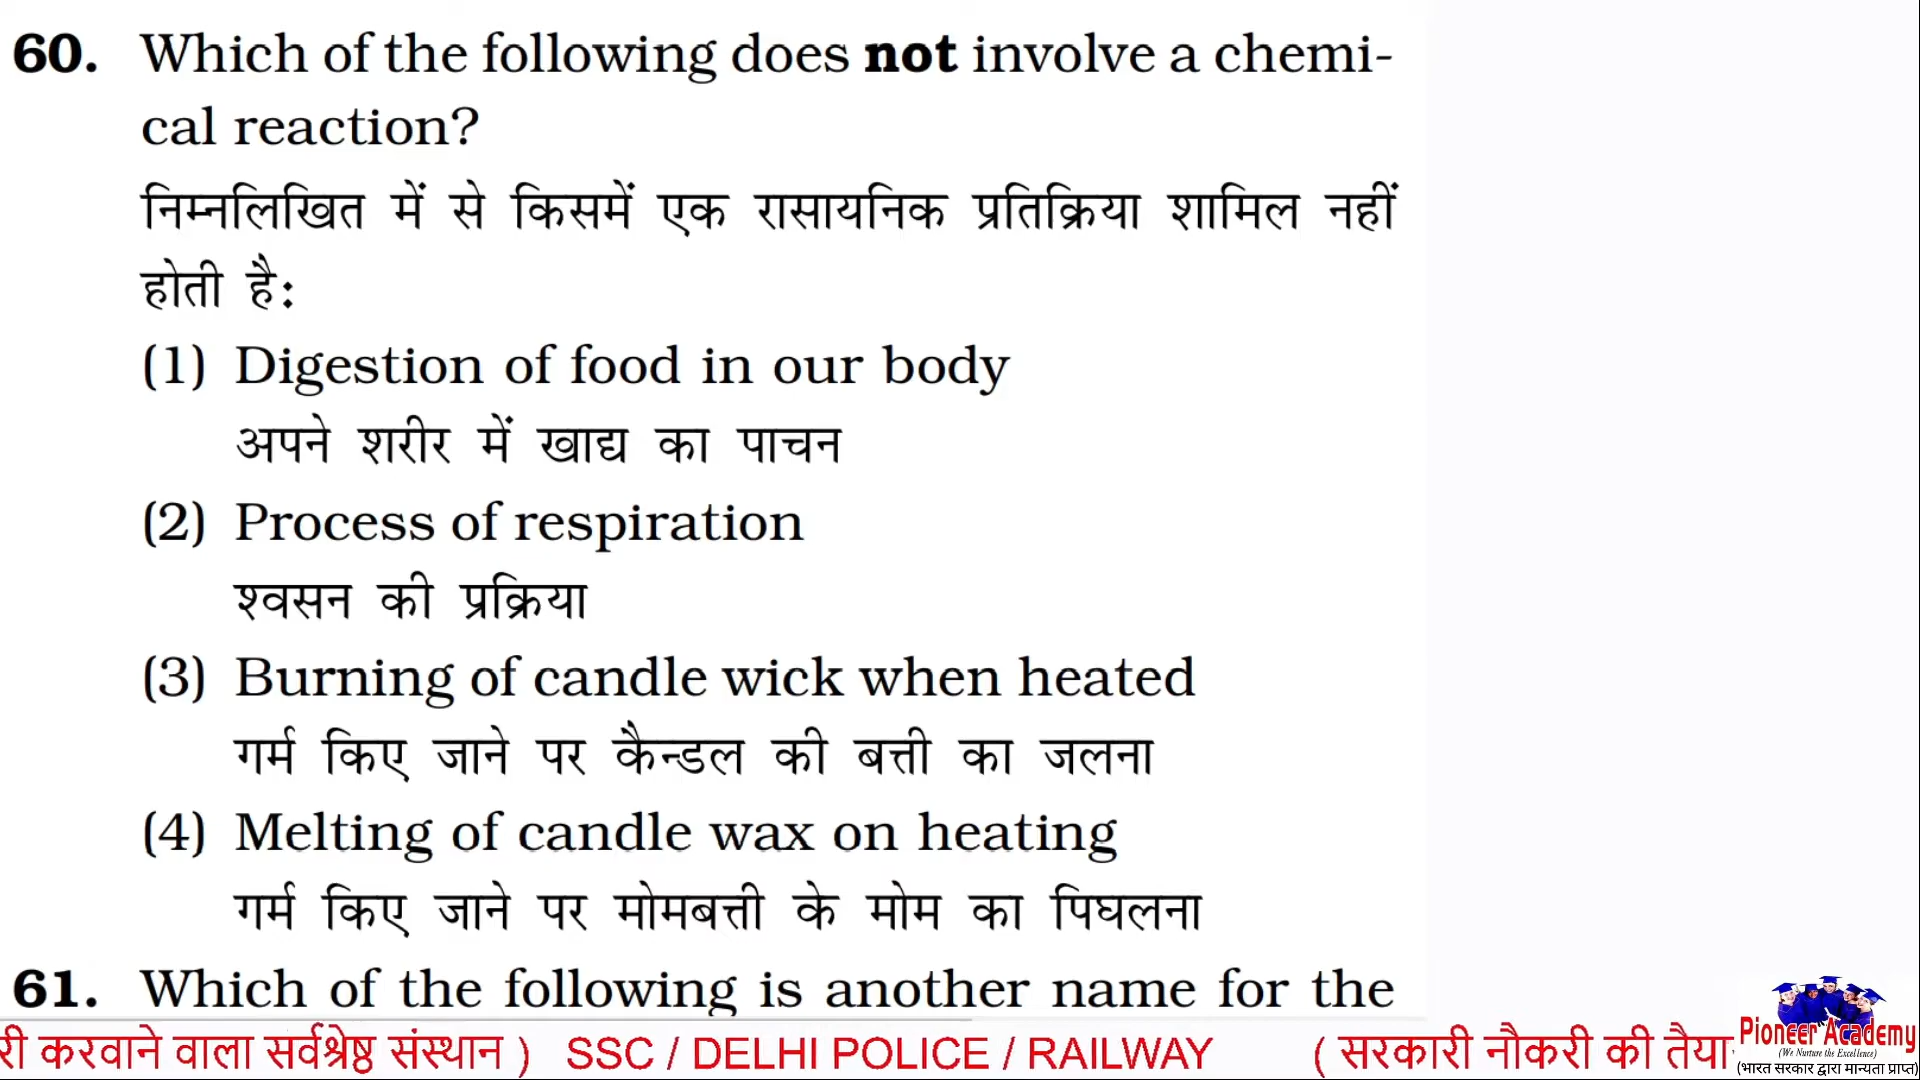 60. Which of the following does not involve a chemi-
cal reaction?
निम्नलिखित में से किसमें एक रासायनिक प्रतिक्रिया शामिल नहीं
होती है:
(1) Digestion of food in our body
अपने शरीर में खाद्य का पाचन
(2) Process of respiration
श्वसन की प्रक्रिया
(3) Burning of candle wick when heated
गर्म किए जाने पर कैन्डल की बत्ती का जलना
(4) Melting of candle wax on heating
गर्म किए जाने पर मोमबत्ती के मोम का पिघलना
61. Which of the following is another name for the
री करवाने वाला सर्वश्रेष्ठ संस्थान ) SSC / DELHI POLICE / RAILWAY ( सरकारी नौकरी की तैया
Pioneer Academy
(We Nurture the Excellence)
(भारत सरकार द्वारा मान्यता प्राप्त)